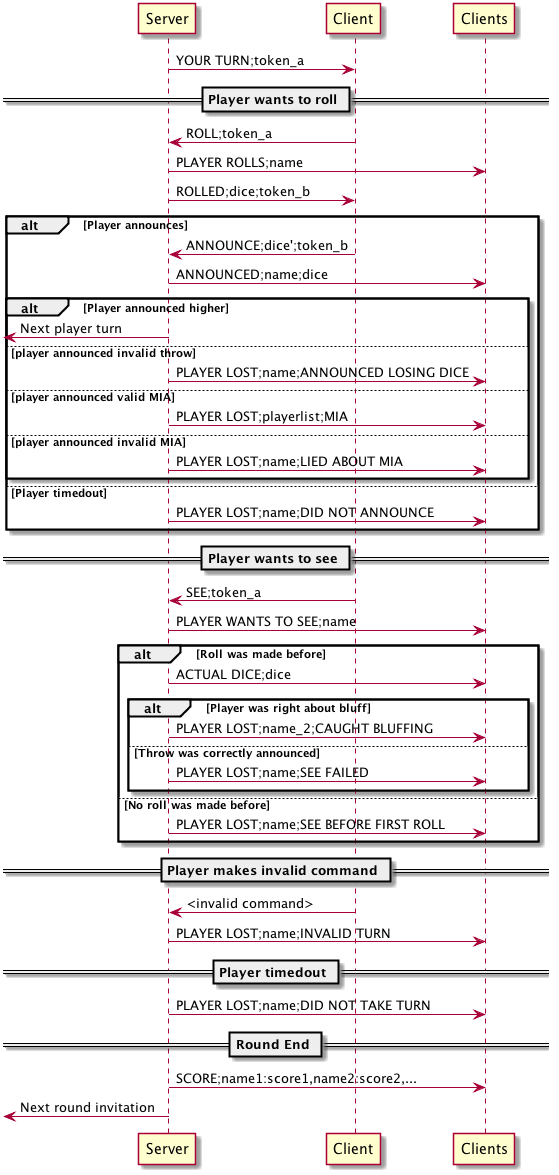 Server Client Clients
YOUR TURN;token_a
Player wants to roll
ROLL;token_a
PLAYER ROLLS;name
ROLLED;dice;token_b
alt [Player announces]
ANNOUNCE;dice';token_b
ANNOUNCED;name;dice
alt [Player announced higher]
Next player turn
[player announced invalid throw]
PLAYER LOST;name;ANNOUNCED LOSING DICE
[player announced valid MIA]
PLAYER LOST;playerlist;MIA
[player announced invalid MIA]
PLAYER LOST;name;LIED ABOUT MIA
[Player timedout]
PLAYER LOST;name;DID NOT ANNOUNCE
Player wants to see
SEE;token_a
PLAYER WANTS TO SEE;name
alt [Roll was made before]
ACTUAL DICE;dice
alt [Player was right about bluff]
PLAYER LOST;name_2;CAUGHT BLUFFING
[Throw was correctly announced]
PLAYER LOST;name;SEE FAILED
[No roll was made before]
PLAYER LOST;name;SEE BEFORE FIRST ROLL
Player makes invalid command
<invalid command>
PLAYER LOST;name;INVALID TURN
Player timedout
PLAYER LOST;name;DID NOT TAKE TURN
Round End
SCORE;name1:score1,name2:score2,...
Next round invitation
Server Client Clients